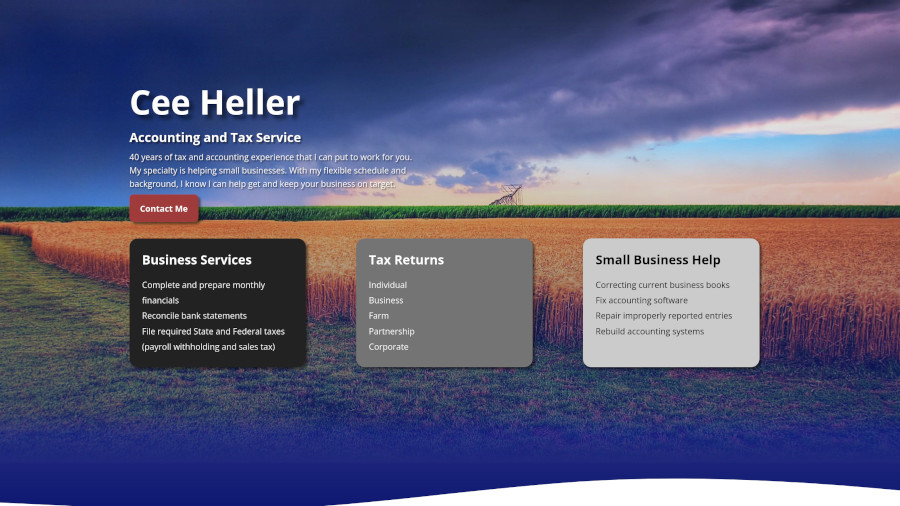 Cee Heller
Accounting and Tax Service
40 years of tax and accounting experience that I can put to work for you.
My specialty is helping small businesses. With my flexible schedule and
background, I know I can help get and keep your business on target.
Contact Me
Business Services
Complete and prepare monthly
financials
Reconcile bank statements
File required State and Federal taxes
(payroll withholding and sales tax)
Tax Returns
Individual
Business
Farm
Partnership
Corporate
Small Business Help
Correcting current business books
Fix accounting software
Repair improperly reported entries
Rebuild accounting systems